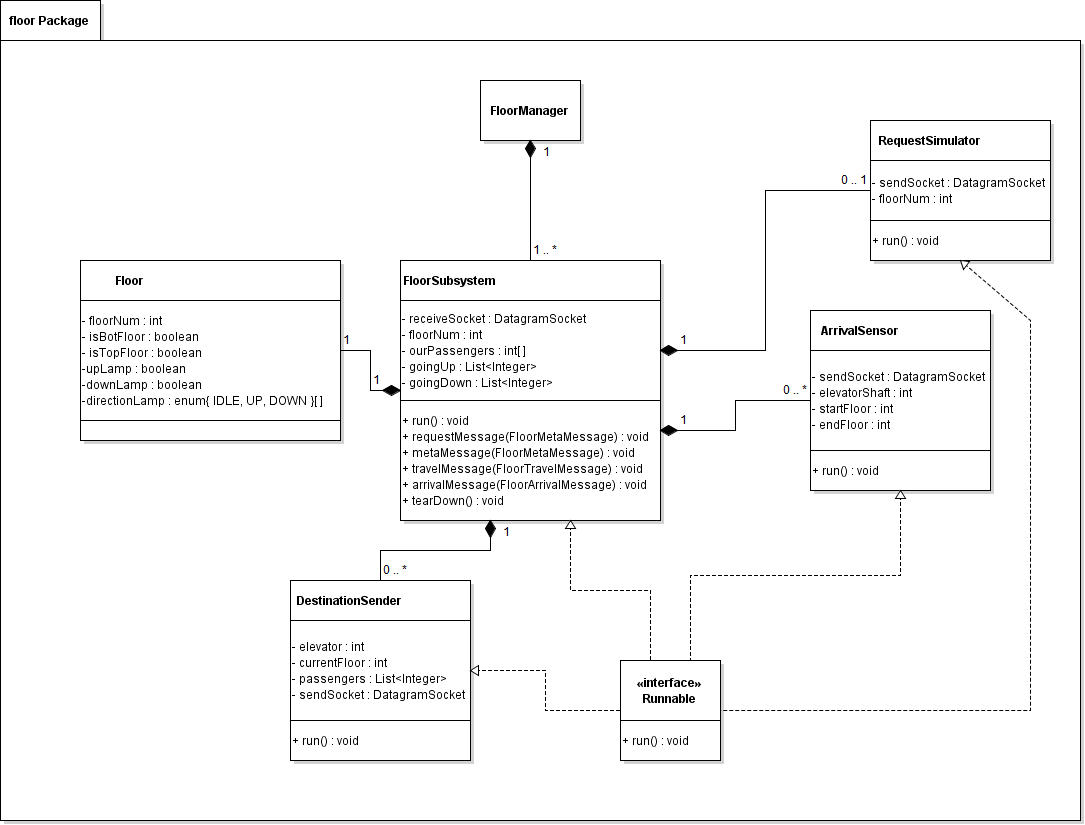 floor Package
FloorManager
1
1 .. *
RequestSimulator
- sendSocket : DatagramSocket
- floorNum : int
+ run() : void
0 .. 1
Floor
- floorNum : int
- isBotFloor : boolean
- isTopFloor : boolean
-upLamp : boolean
-downLamp : boolean
-directionLamp : enum{ IDLE, UP, DOWN }[ ]
1
1
FloorSubsystem
- receiveSocket : DatagramSocket
- floorNum : int
- ourPassengers : int[ ]
- goingUp : List<Integer>
- goingDown : List<Integer>
+ run() : void
+ requestMessage(FloorMetaMessage) : void
+ metaMessage(FloorMetaMessage) : void
+ travelMessage(FloorTravelMessage) : void
+ arrivalMessage(FloorArrivalMessage) : void
+ tearDown() : void
1
1
1
0 .. *
ArrivalSensor
- sendSocket : DatagramSocket
- elevatorShaft : int
- startFloor : int
- endFloor : int
+ run() : void
0 .. *
DestinationSender
- elevator : int
- currentFloor : int
- passengers : List<Integer>
- sendSocket : DatagramSocket
+ run() : void
«interface»
Runnable
+ run() : void